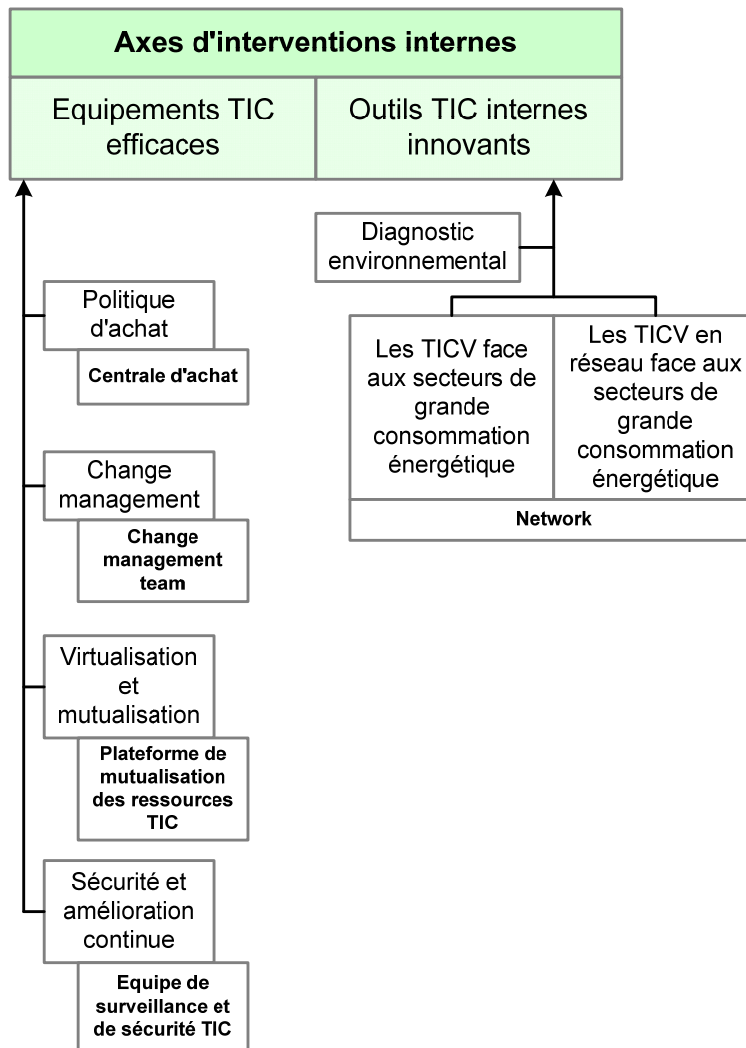 Axes d'interventions internes
Equipements TIC
efficaces
Outils TIC internes
innovants
Politique
d'achat
Centrale d'achat
Change
management
Change
management
team
Virtualisation
et
mutualisation
Plateforme de
mutualisation
des ressources
TIC
Sécurité et
amélioration
continue
Equipe de
surveillance et
de sécurité TIC
Diagnostic
environnemental
Les TICV face
aux secteurs de
grande
consommation
énergétique
Les TICV en
réseau face aux
secteurs de
grande
consommation
énergétique
Network